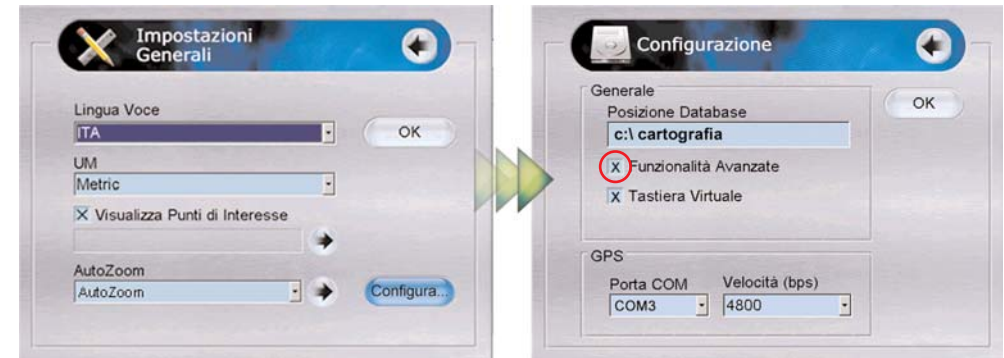 Impostazioni
Generali
Lingua Voce
ITA
OK
UM
Metric
X Visualizza Punti di Interesse
AutoZoom
AutoZoom
Configura...
Configurazione
Generale
Posizione Database
c:\ cartografia
OK
X Funzionalità Avanzate
X Tastiera Virtuale
GPS
Porta COM Velocità (bps)
COM3 4800